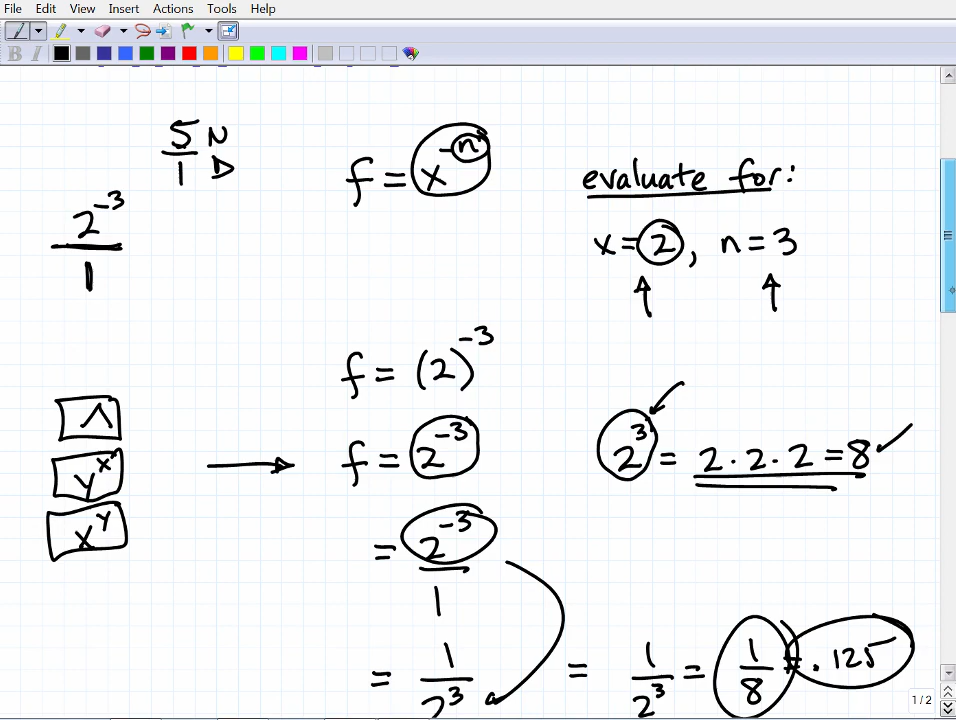 File Edit View Insert Actions Tools Help
B I
5 N
1 D
f = x^-n
evaluate for:
2^-3
1
x = 2, n = 3
f = (2)^-3
^
y^x
x^y
f = 2^-3
2^3 = 2 · 2 · 2 = 8
= 2^-3
1
= 1/2^3 = 1/2^3 = 1/8 = .125
1 / 2